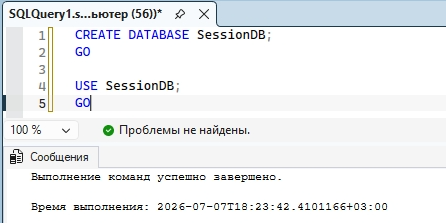 SQLQuery1.s...ьютер (56))*
1 CREATE DATABASE SessionDB;
2 GO
3
4 USE SessionDB;
5 GO
100 % Проблемы не найдены.
Сообщения
Выполнение команд успешно завершено.
Время выполнения: 2026-07-07T18:23:42.4101166+03:00